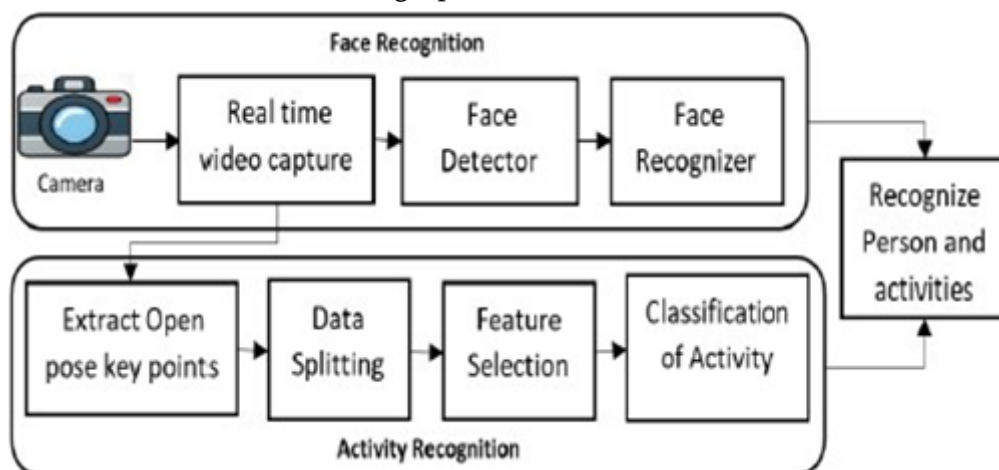 Face Recognition
Camera
Real time
video capture
Face
Detector
Face
Recognizer
Recognize
Person and
activities
Extract Open
pose key points
Data
Splitting
Feature
Selection
Classification
of Activity
Activity Recognition